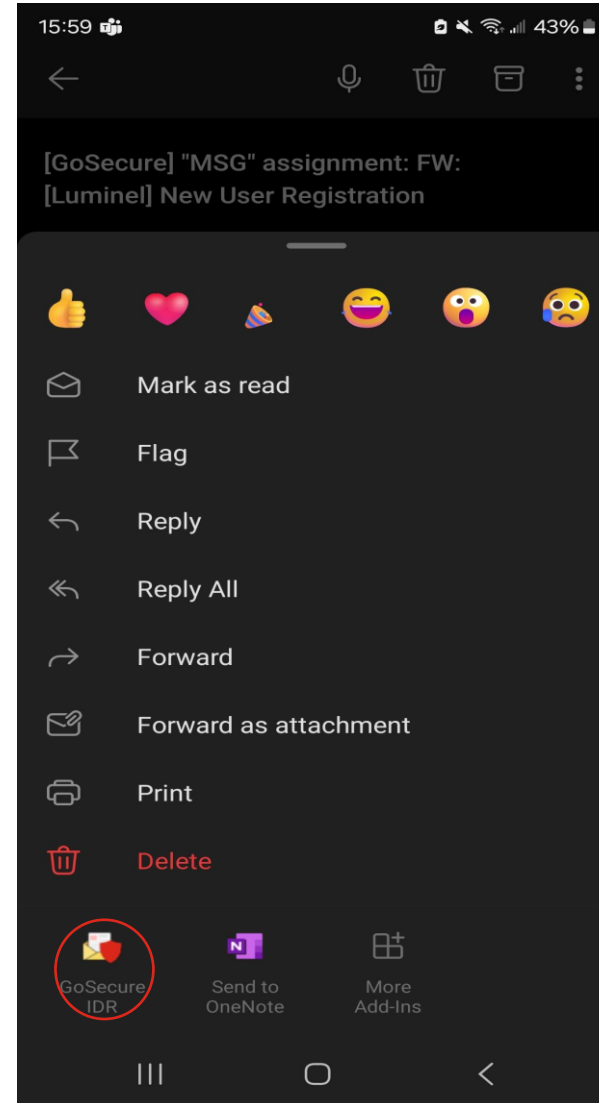 15:59
43%
[GoSecure] "MSG" assignment: FW:
[Luminel] New User Registration
Mark as read
Flag
Reply
Reply All
Forward
Forward as attachment
Print
Delete
GoSecure
IDR
Send to
OneNote
More
Add-Ins